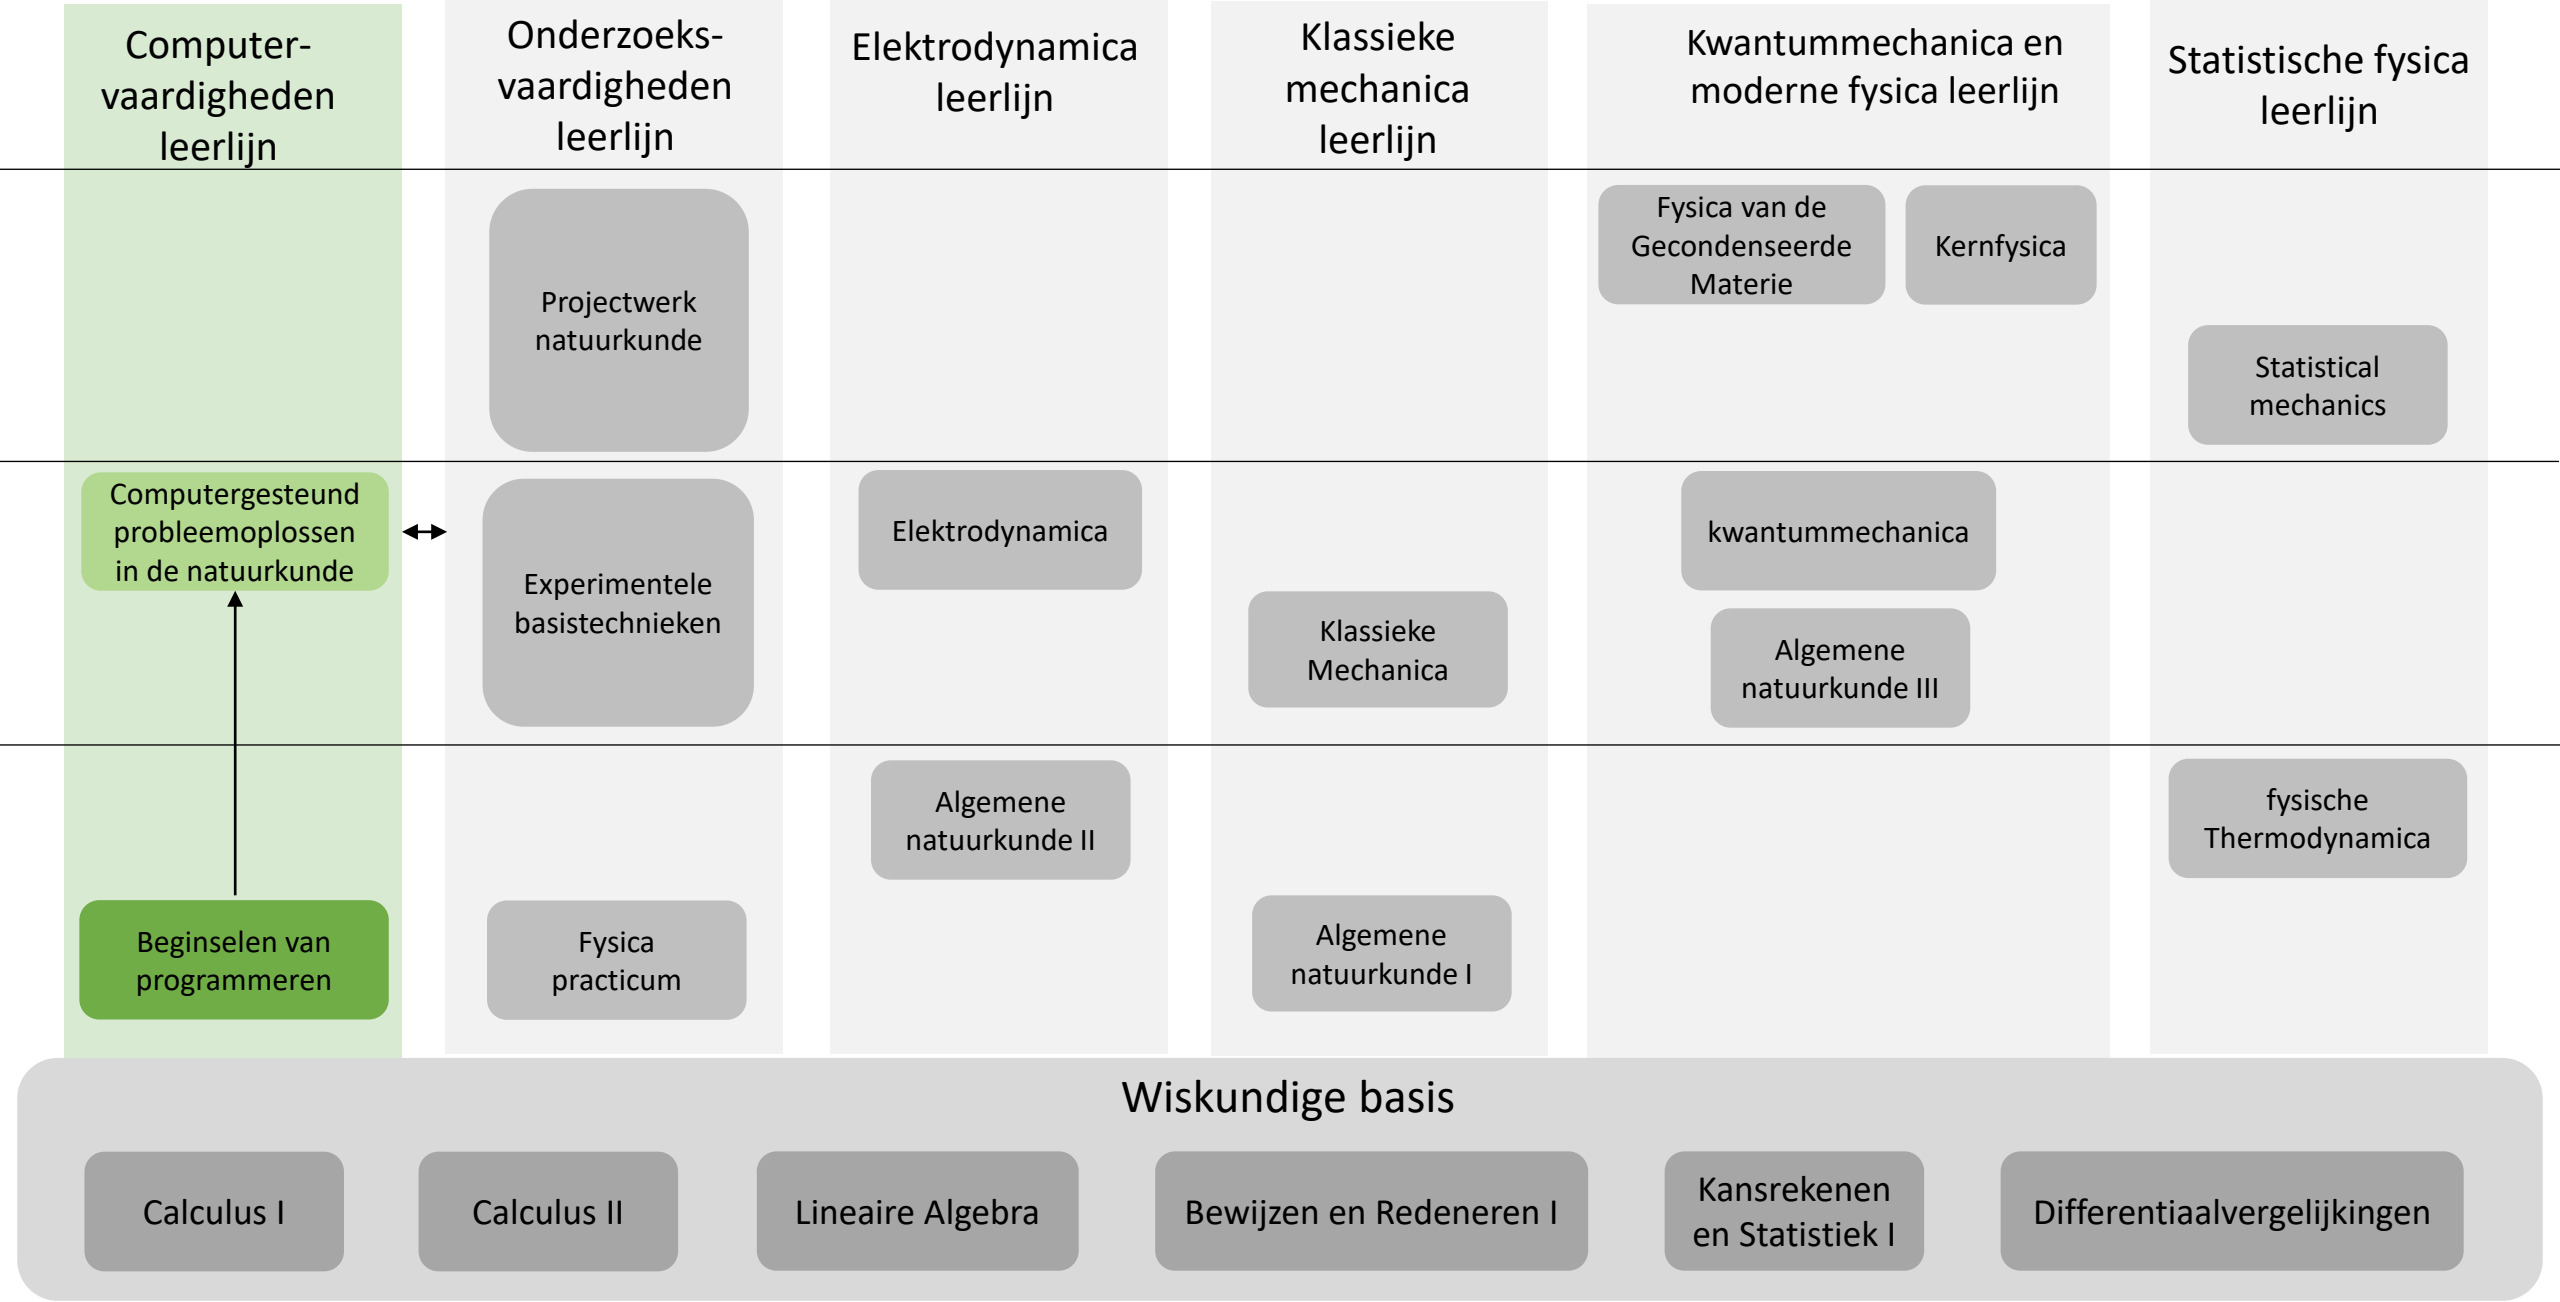 Computer-
vaardigheden
leerlijn
Onderzoeks-
vaardigheden
leerlijn
Elektrodynamica
leerlijn
Klassieke
mechanica
leerlijn
Kwantummechanica en
moderne fysica leerlijn
Statistische fysica
leerlijn
Projectwerk
natuurkunde
Fysica van de
Gecondenseerde
Materie
Kernfysica
Statistical
mechanics
Computergesteund
probleemoplossen
in de natuurkunde
Experimentele
basistechnieken
Elektrodynamica
Klassieke
Mechanica
kwantummechanica
Algemene
natuurkunde III
Algemene
natuurkunde II
fysische
Thermodynamica
Beginselen van
programmeren
Fysica
practicum
Algemene
natuurkunde I
Wiskundige basis
Calculus I
Calculus II
Lineaire Algebra
Bewijzen en Redeneren I
Kansrekenen
en Statistiek I
Differentiaalvergelijkingen